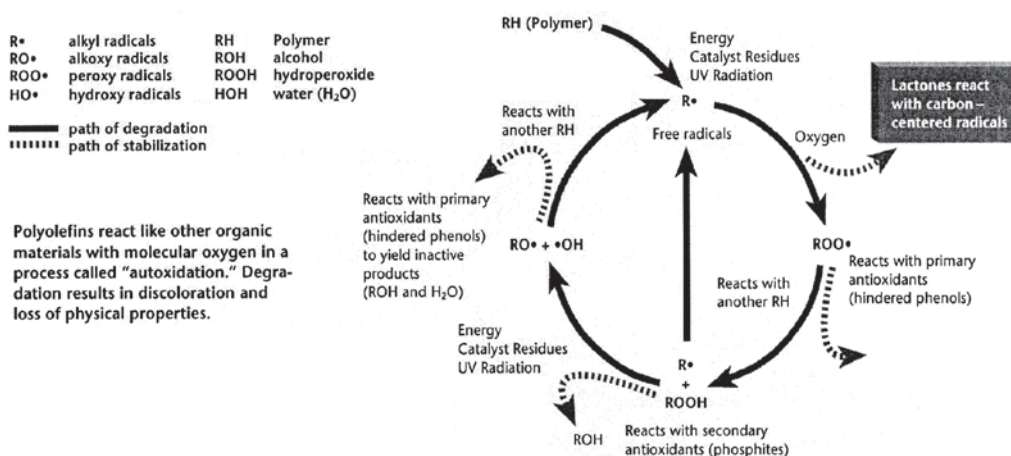 R• alkyl radicals RH Polymer
RO• alkoxy radicals ROH alcohol
ROO• peroxy radicals ROOH hydroperoxide
HO• hydroxy radicals HOH water (H₂O)
path of degradation
path of stabilization
Polyolefins react like other organic
materials with molecular oxygen in a
process called "autoxidation." Degra-
dation results in discoloration and
loss of physical properties.
RH (Polymer)
Energy
Catalyst Residues
UV Radiation
R•
Free radicals
Oxygen
Lactones react
with carbon–
centered radicals
ROO•
Reacts with primary
antioxidants
(hindered phenols)
Reacts with
another RH
R•
+
ROOH
Reacts with secondary
antioxidants (phosphites)
ROH
Energy
Catalyst Residues
UV Radiation
RO• + •OH
Reacts with primary
antioxidants
(hindered phenols)
to yield inactive
products
(ROH and H₂O)
Reacts with
another RH